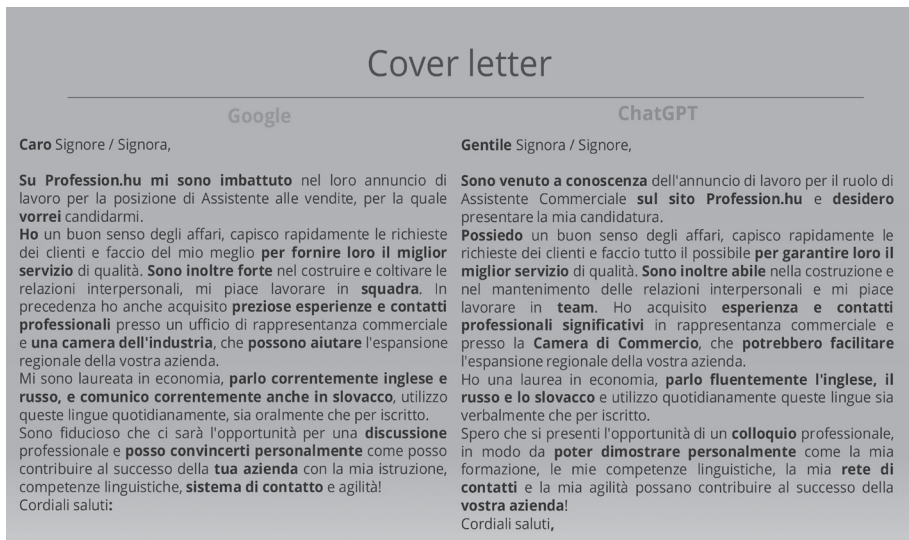 Cover letter
Google
Caro Signore / Signora,
Su Profession.hu mi sono imbattuto nel loro annuncio di
lavoro per la posizione di Assistente alle vendite, per la quale
vorrei candidarmi.
Ho un buon senso degli affari, capisco rapidamente le richieste
dei clienti e faccio del mio meglio per fornire loro il miglior
servizio di qualità. Sono inoltre forte nel costruire e coltivare le
relazioni interpersonali, mi piace lavorare in squadra. In
precedenza ho anche acquisito preziose esperienze e contatti
professionali presso un ufficio di rappresentanza commerciale
e una camera dell'industria, che possono aiutare l'espansione
regionale della vostra azienda.
Mi sono laureata in economia, parlo correntemente inglese e
russo, e comunico correntemente anche in slovacco, utilizzo
queste lingue quotidianamente, sia oralmente che per iscritto.
Sono fiducioso che ci sarà l'opportunità per una discussione
professionale e posso convincerti personalmente come posso
contribuire al successo della tua azienda con la mia istruzione,
competenze linguistiche, sistema di contatto e agilità!
Cordiali saluti:
ChatGPT
Gentile Signora / Signore,
Sono venuto a conoscenza dell'annuncio di lavoro per il ruolo di
Assistente Commerciale sul sito Profession.hu e desidero
presentare la mia candidatura.
Possiedo un buon senso degli affari, capisco rapidamente le
richieste dei clienti e faccio tutto il possibile per garantire loro il
miglior servizio di qualità. Sono inoltre abile nella costruzione e
nel mantenimento delle relazioni interpersonali e mi piace
lavorare in team. Ho acquisito esperienza e contatti
professionali significativi in rappresentanza commerciale e
presso la Camera di Commercio, che potrebbero facilitare
l'espansione regionale della vostra azienda.
Ho una laurea in economia, parlo fluentemente l'inglese, il
russo e lo slovacco e utilizzo quotidianamente queste lingue sia
verbalmente che per iscritto.
Spero che si presenti l'opportunità di un colloquio professionale,
in modo da poter dimostrare personalmente come la mia
formazione, le mie competenze linguistiche, la mia rete di
contatti e la mia agilità possano contribuire al successo della
vostra azienda!
Cordiali saluti,